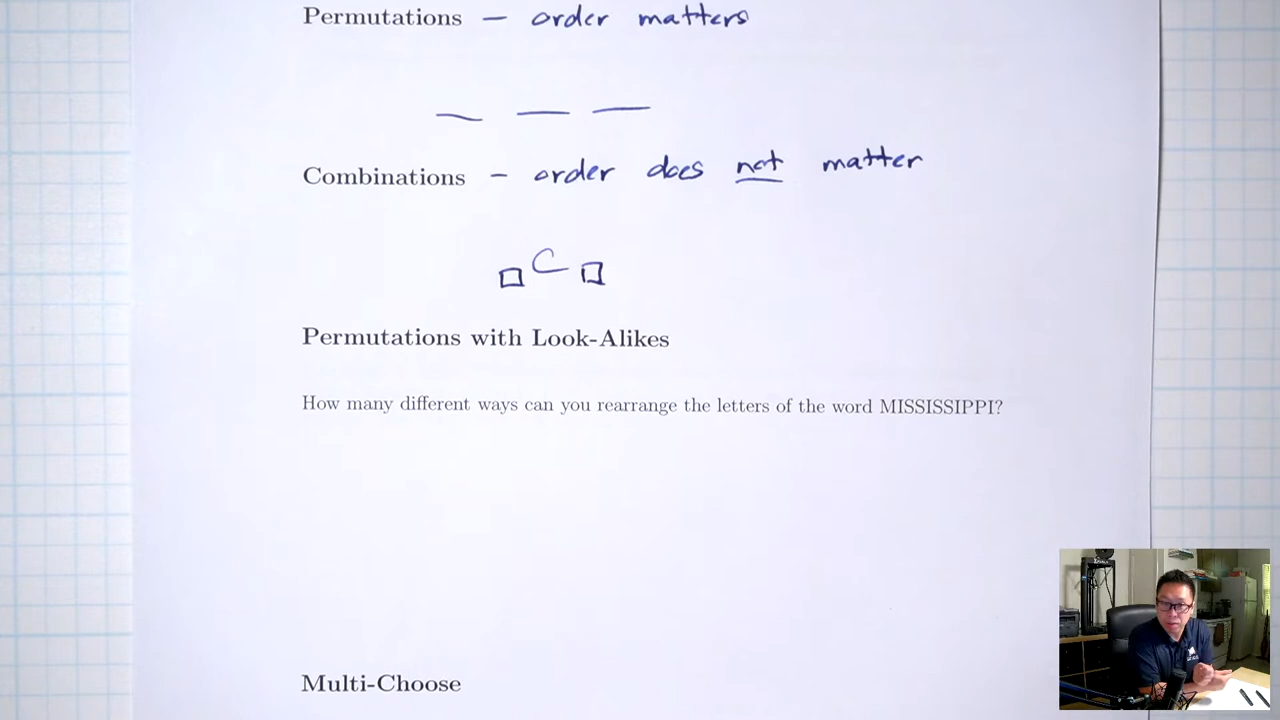 Permutations — order matters
Combinations - order does not matter
□ C □
Permutations with Look-Alikes
How many different ways can you rearrange the letters of the word MISSISSIPPI?
Multi-Choose